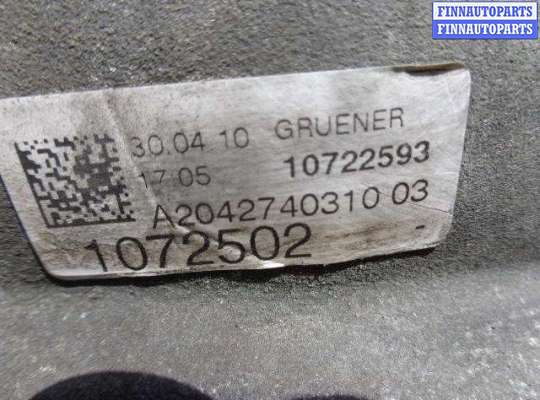 FINNAUTOPARTS
FINNAUTOPARTS
30.04.10 GRUENER
17:05 10722593
A2042740310 03
1072502 -